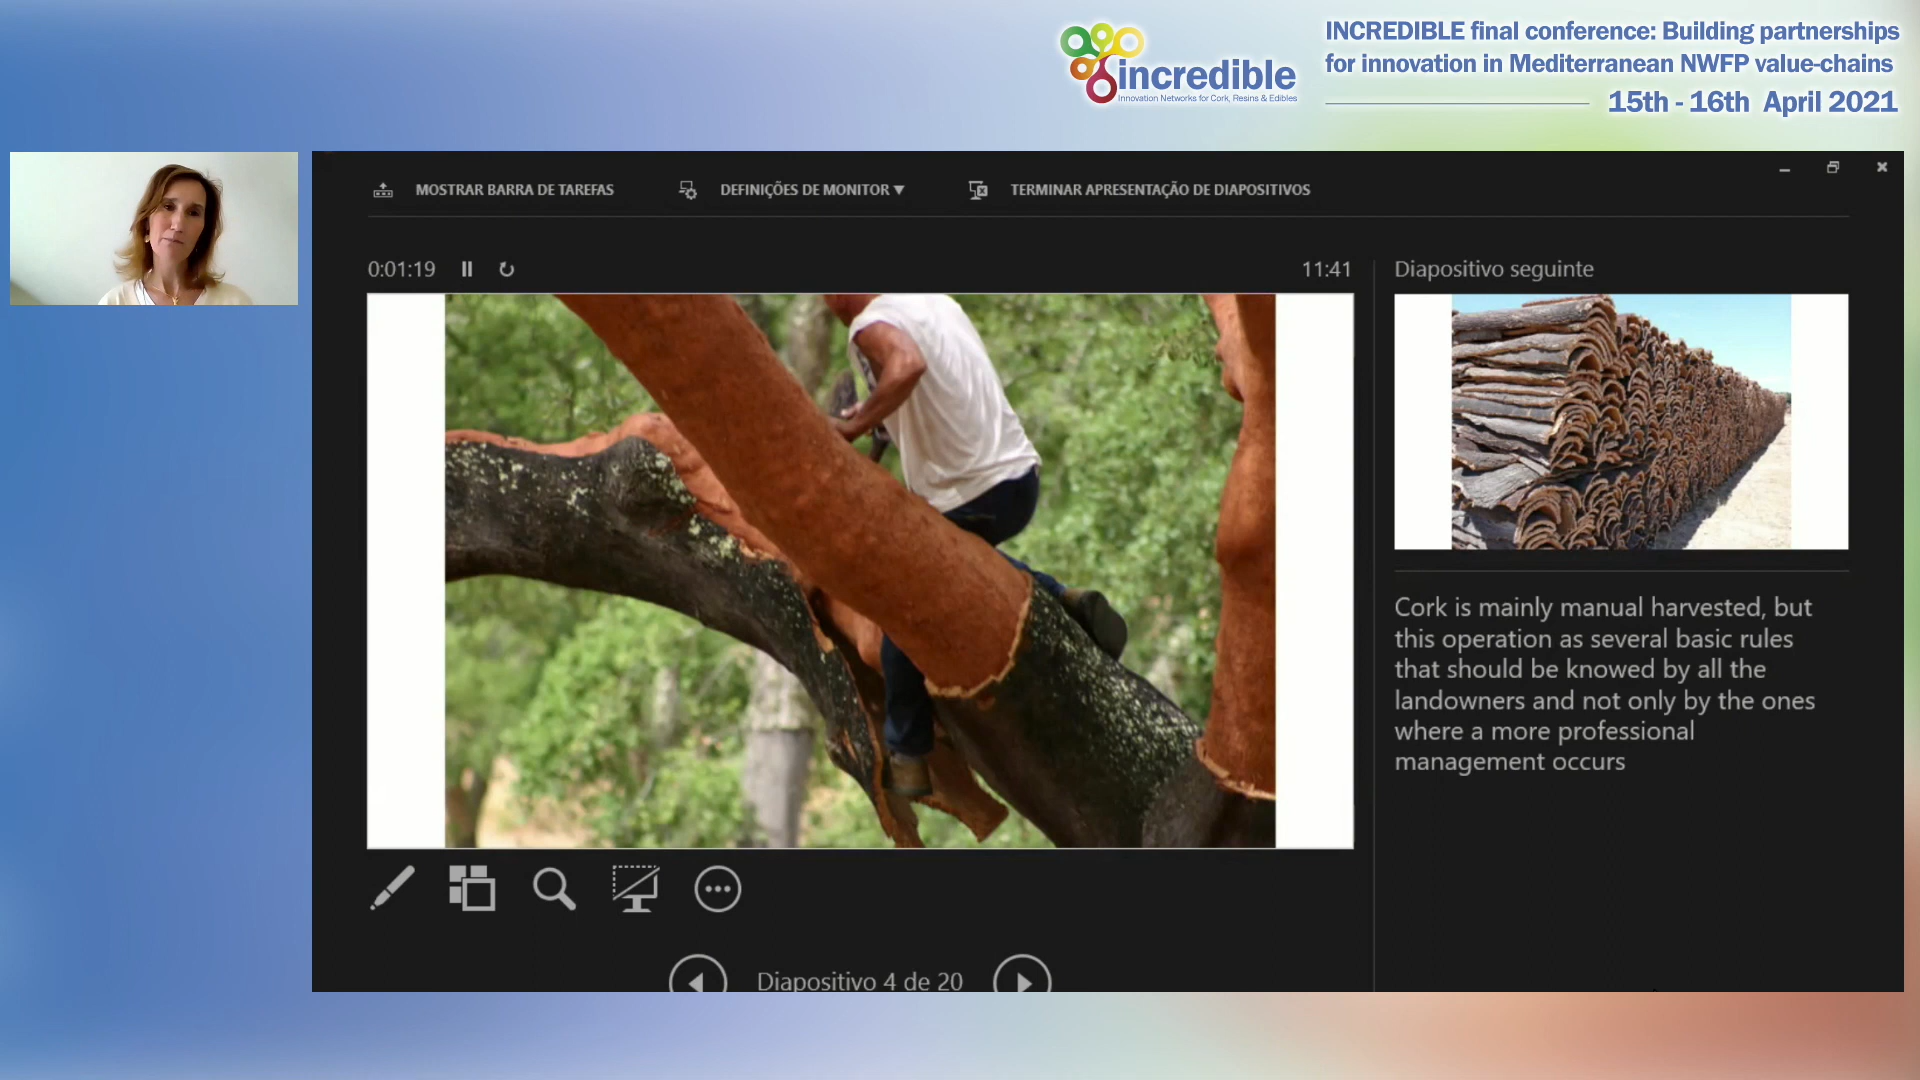 incredible
Innovation Networks for Cork, Resins & Edibles
INCREDIBLE final conference: Building partnerships
for innovation in Mediterranean NWFP value-chains
15th - 16th April 2021
MOSTRAR BARRA DE TAREFAS
DEFINIÇÕES DE MONITOR
TERMINAR APRESENTAÇÃO DE DIAPOSITIVOS
0:01:19
11:41
Diapositivo seguinte
Cork is mainly manual harvested, but
this operation as several basic rules
that should be knowed by all the
landowners and not only by the ones
where a more professional
management occurs
Diapositivo 4 de 20